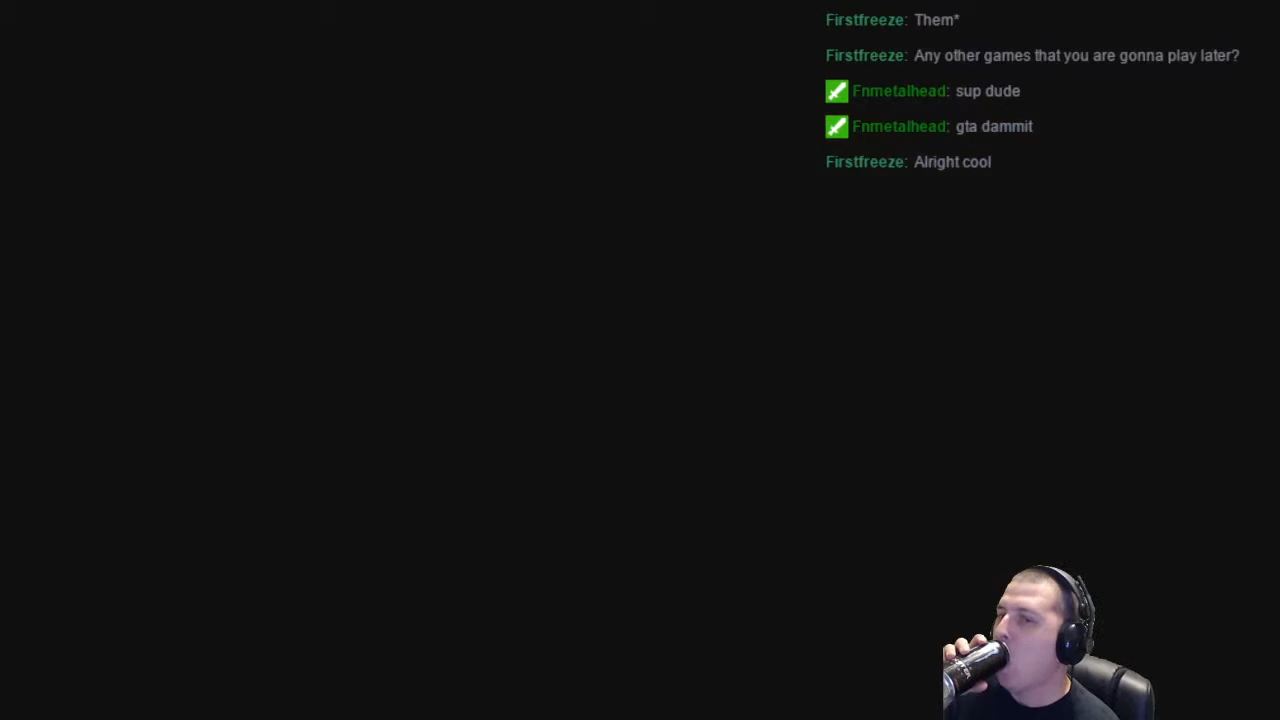 Firstfreeze: Them*
Firstfreeze: Any other games that you are gonna play later?
Fnmetalhead: sup dude
Fnmetalhead: gta dammit
Firstfreeze: Alright cool